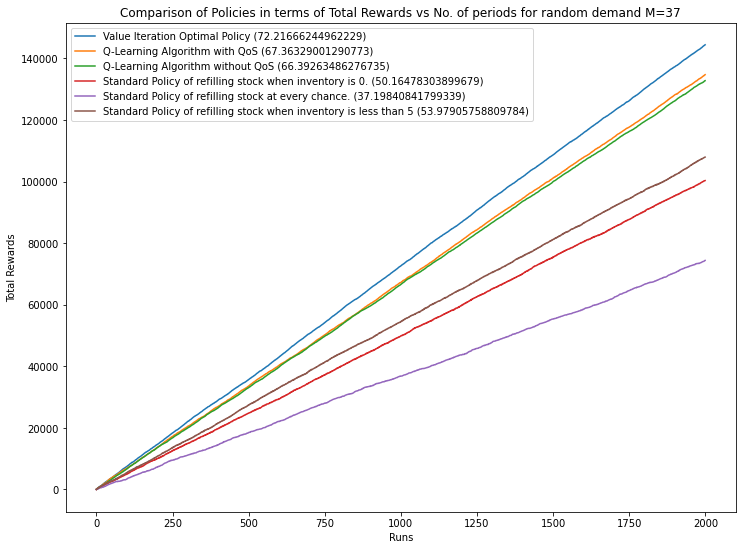 Comparison of Policies in terms of Total Rewards vs No. of periods for random demand M=37
Value Iteration Optimal Policy (72.21666244962229)
Q-Learning Algorithm with QoS (67.36329001290773)
Q-Learning Algorithm without QoS (66.39263486276735)
Standard Policy of refilling stock when inventory is 0. (50.16478303899679)
Standard Policy of refilling stock at every chance. (37.19840841799339)
Standard Policy of refilling stock when inventory is less than 5 (53.97905758809784)
Total Rewards
140000
120000
100000
80000
60000
40000
20000
0
0 250 500 750 1000 1250 1500 1750 2000
Runs